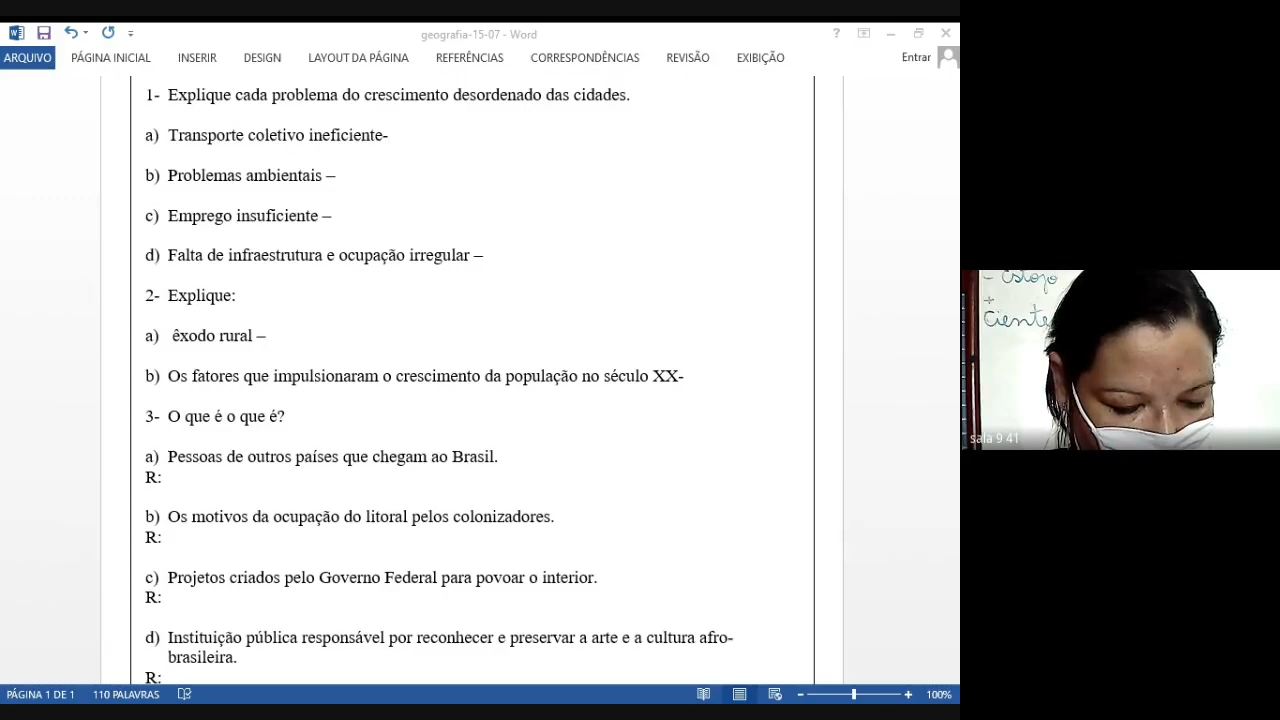 geografia-15-07 - Word
?
ARQUIVO PÁGINA INICIAL INSERIR DESIGN LAYOUT DA PÁGINA REFERÊNCIAS CORRESPONDÊNCIAS REVISÃO EXIBIÇÃO Entrar
1- Explique cada problema do crescimento desordenado das cidades.
a) Transporte coletivo ineficiente-
b) Problemas ambientais –
c) Emprego insuficiente –
d) Falta de infraestrutura e ocupação irregular –
2- Explique:
a) êxodo rural –
b) Os fatores que impulsionaram o crescimento da população no século XX-
3- O que é o que é?
a) Pessoas de outros países que chegam ao Brasil.
R:
b) Os motivos da ocupação do litoral pelos colonizadores.
R:
c) Projetos criados pelo Governo Federal para povoar o interior.
R:
d) Instituição pública responsável por reconhecer e preservar a arte e a cultura afro-
brasileira.
R:
PÁGINA 1 DE 1 110 PALAVRAS 100%
- Estojo
+
Ciente
sala 9 41